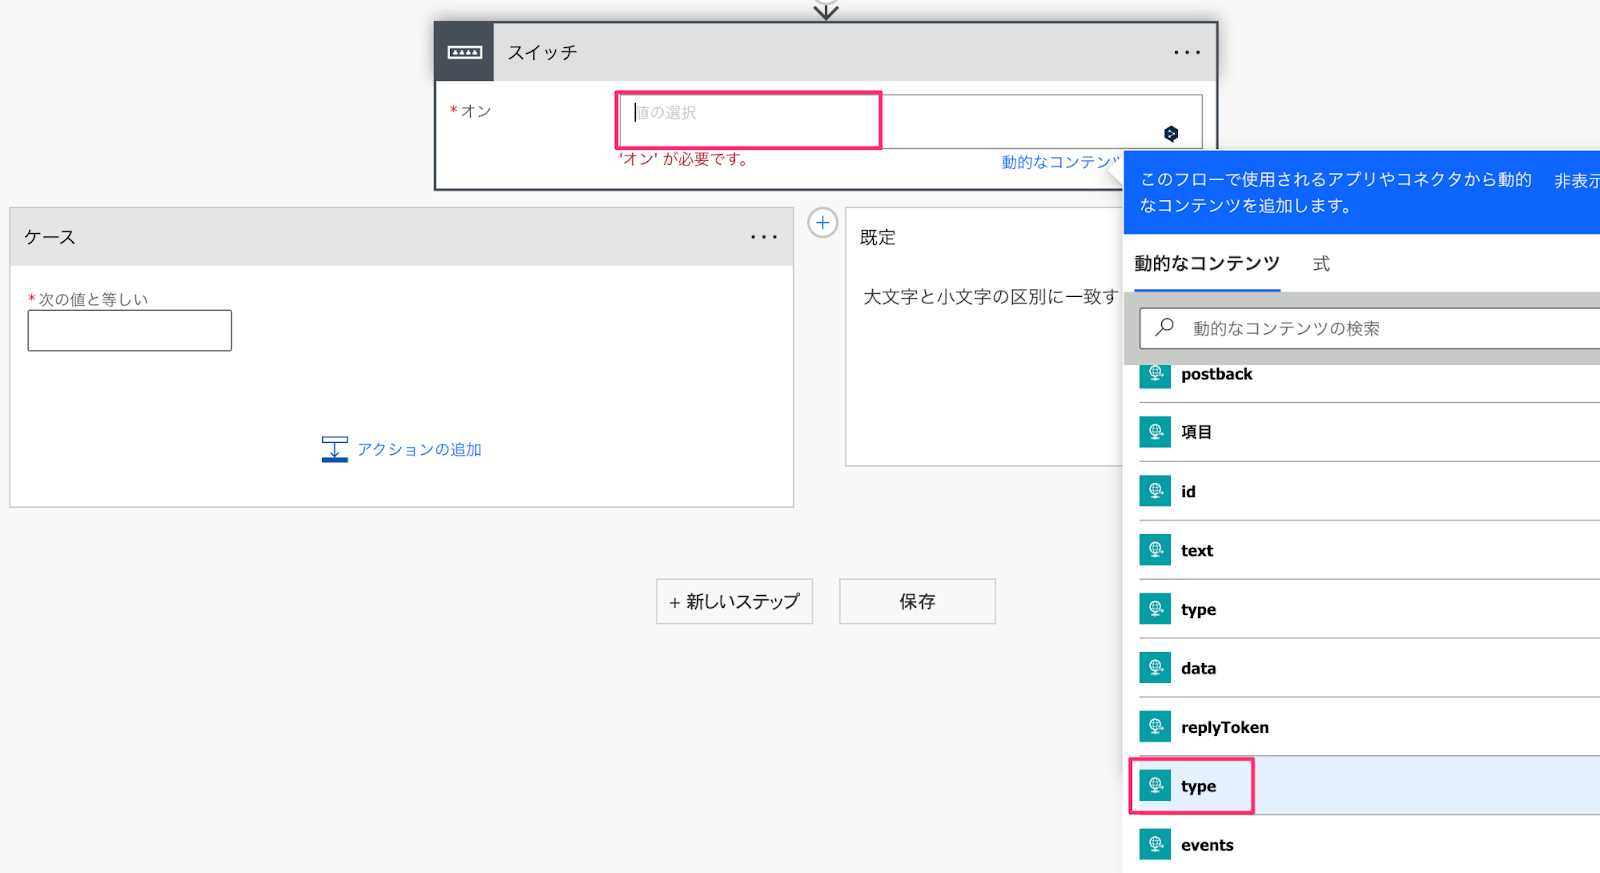 スイッチ
* オン
値の選択
'オン' が必要です。
動的なコンテンツ
このフローで使用されるアプリやコネクタから動的
なコンテンツを追加します。
非表示
動的なコンテンツ
式
動的なコンテンツの検索
postback
項目
id
text
type
data
replyToken
type
events
ケース
* 次の値と等しい
アクションの追加
既定
大文字と小文字の区別に一致す
+ 新しいステップ
保存